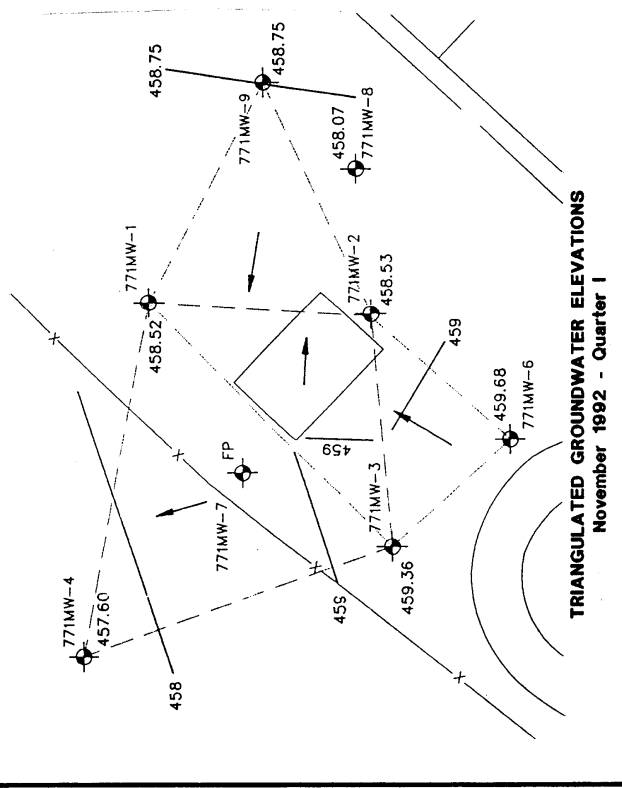 458.75
458.75
771MW-9
458.07
771MW-8
771MW-1
458.52
771MW-2
458.53
459
459.68
771MW-6
459
FP
771MW-7
771MW-3
459.36
459
771MW-4
457.60
458
TRIANGULATED GROUNDWATER ELEVATIONS
November 1992 - Quarter I